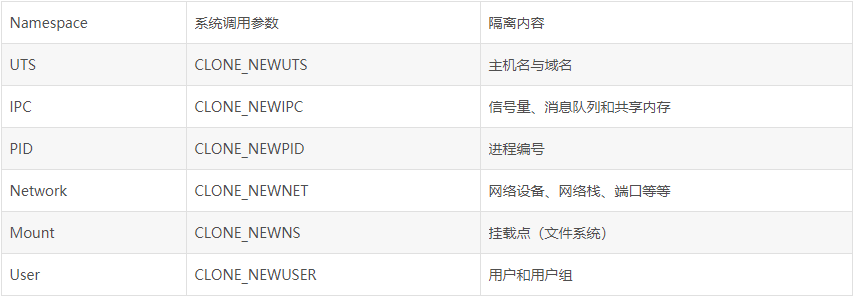 Namespace 系统调用参数 隔离内容
UTS CLONE_NEWUTS 主机名与域名
IPC CLONE_NEWIPC 信号量、消息队列和共享内存
PID CLONE_NEWPID 进程编号
Network CLONE_NEWNET 网络设备、网络栈、端口等等
Mount CLONE_NEWNS 挂载点（文件系统）
User CLONE_NEWUSER 用户和用户组